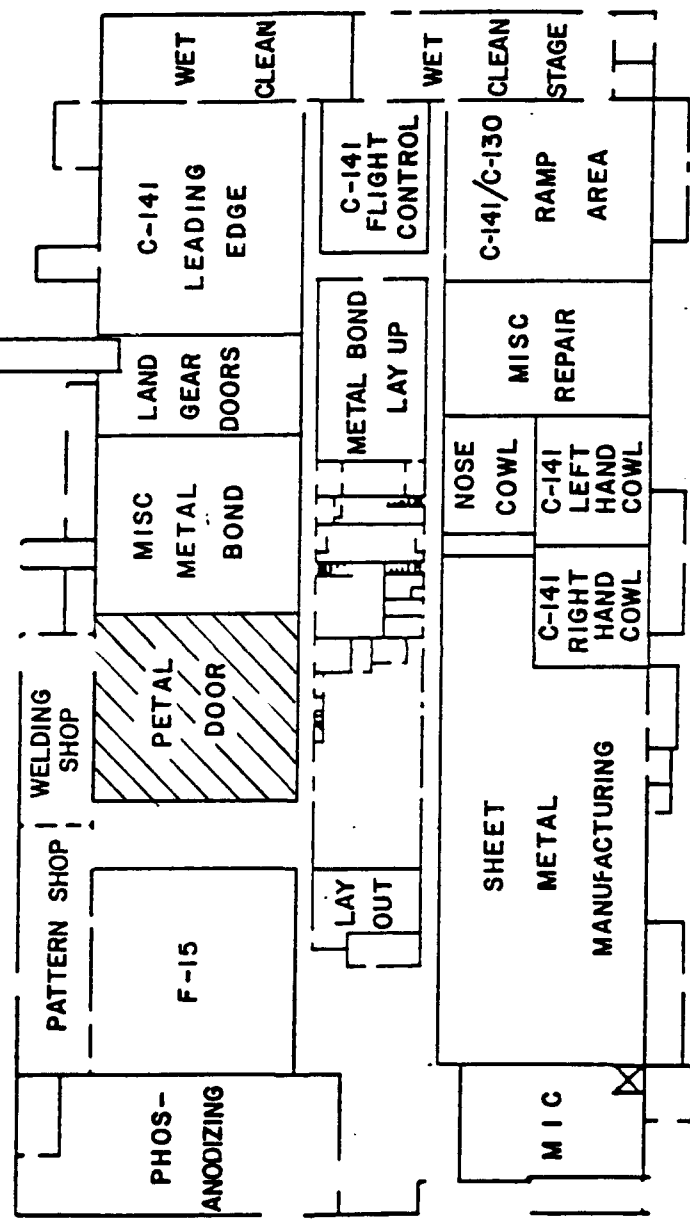 WET
CLEAN
WET
CLEAN
STAGE
C-141
LEADING
EDGE
C-141
FLIGHT
CONTROL
C-141/C-130
RAMP
AREA
LAND
GEAR
DOORS
METAL BOND
LAY UP
MISC
REPAIR
MISC
METAL
BOND
NOSE
COWL
C-141
LEFT
HAND
COWL
C-141
RIGHT
HAND
COWL
PETAL
DOOR
WELDING
SHOP
SHEET
METAL
MANUFACTURING
LAY
OUT
PATTERN SHOP
F-15
PHOS-
ANODIZING
MIC